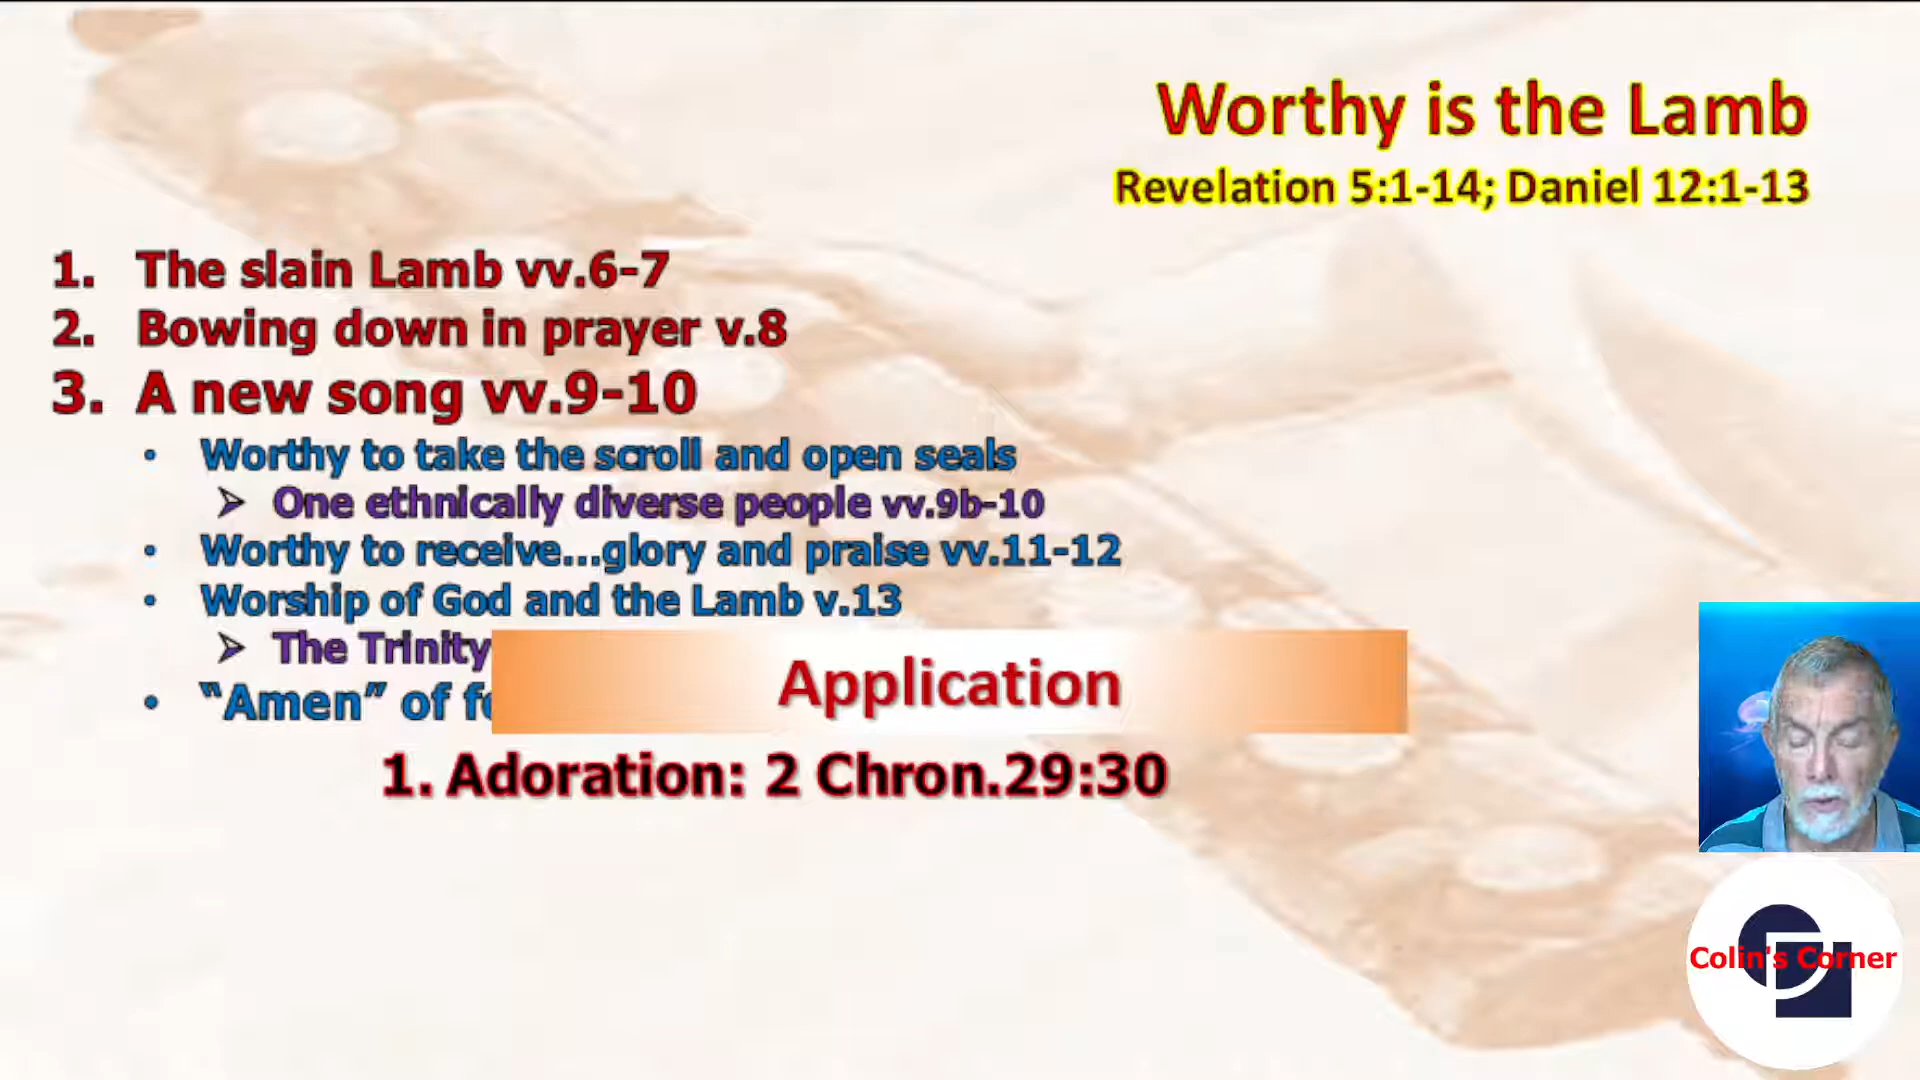 Worthy is the Lamb
Revelation 5:1-14; Daniel 12:1-13
1. The slain Lamb vv.6-7
2. Bowing down in prayer v.8
3. A new song vv.9-10
• Worthy to take the scroll and open seals
➢ One ethnically diverse people vv.9b-10
• Worthy to receive...glory and praise vv.11-12
• Worship of God and the Lamb v.13
➢ The Trinity
• “Amen” of
Application
1. Adoration: 2 Chron.29:30
Colin's Corner